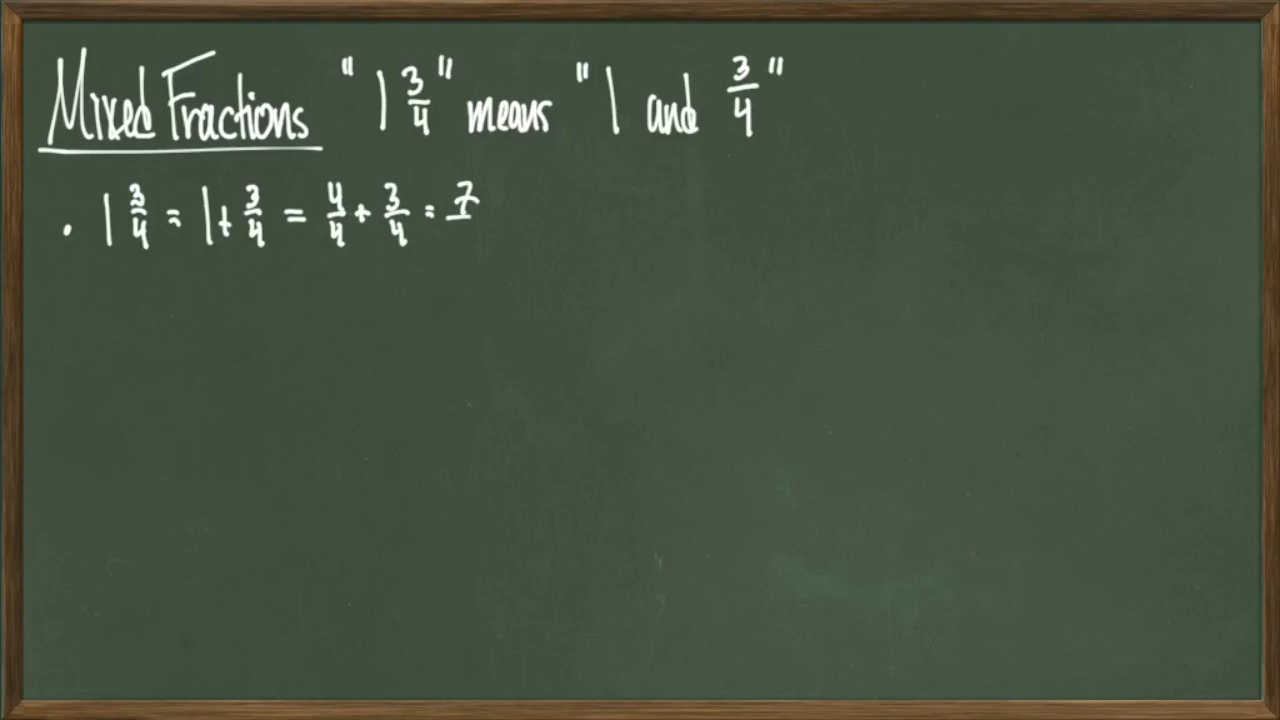 Mixed Fractions "1 3/4" means "1 and 3/4"
• 1 3/4 = 1 + 3/4 = 4/4 + 3/4 = 7/